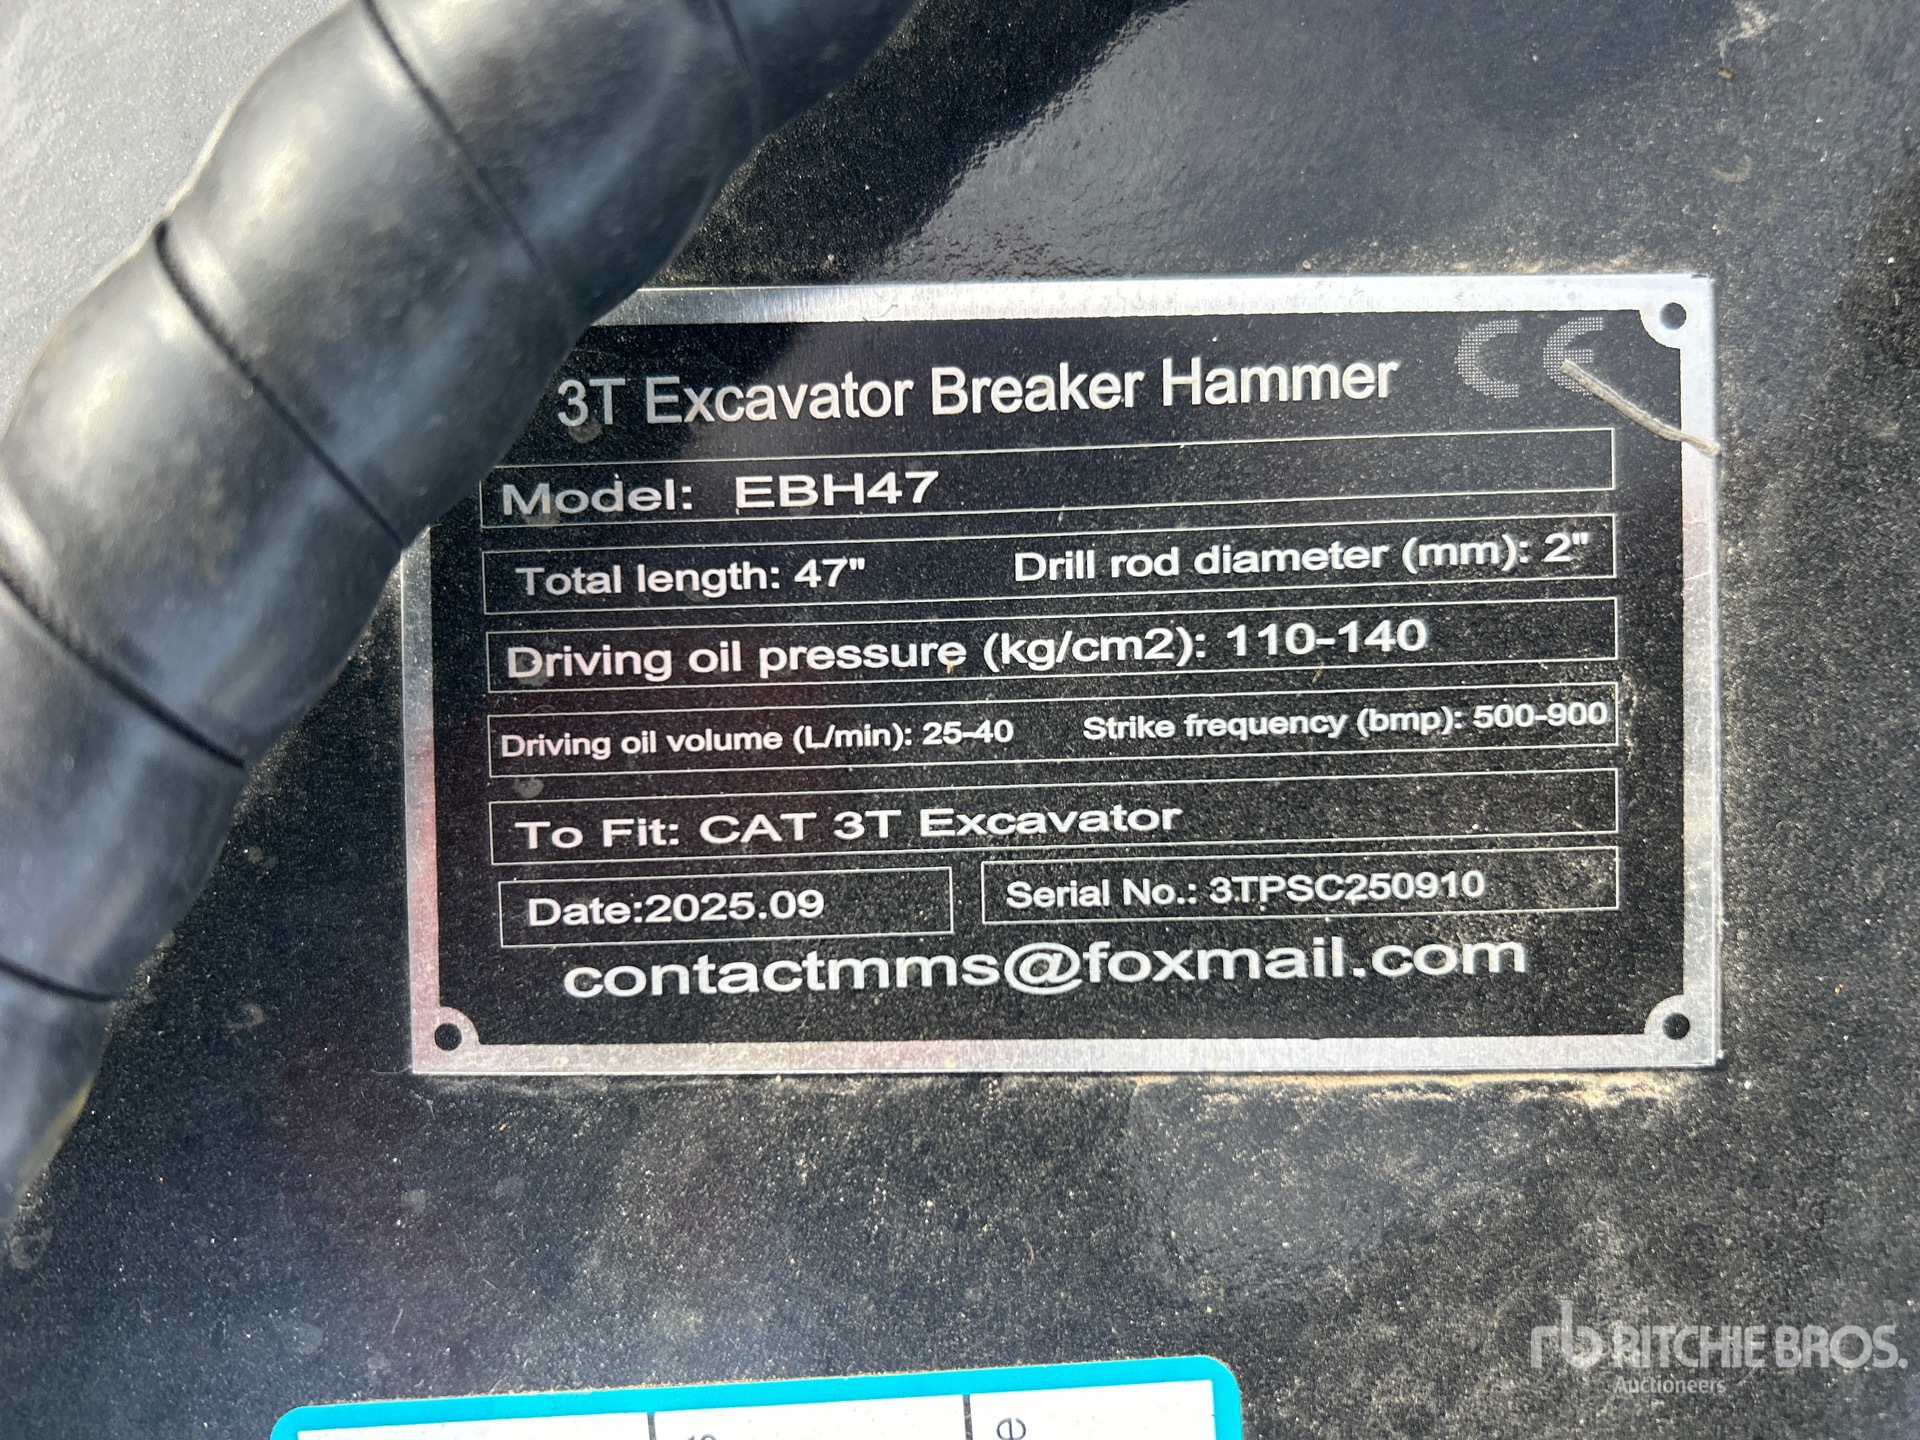 3T Excavator Breaker Hammer CE
Model: EBH47
Total length: 47" Drill rod diameter (mm): 2"
Driving oil pressure (kg/cm2): 110-140
Driving oil volume (L/min): 25-40 Strike frequency (bmp): 500-900
To Fit: CAT 3T Excavator
Date:2025.09 Serial No.: 3TPSC250910
contactmms@foxmail.com
rb RITCHIE BROS.
Auctioneers